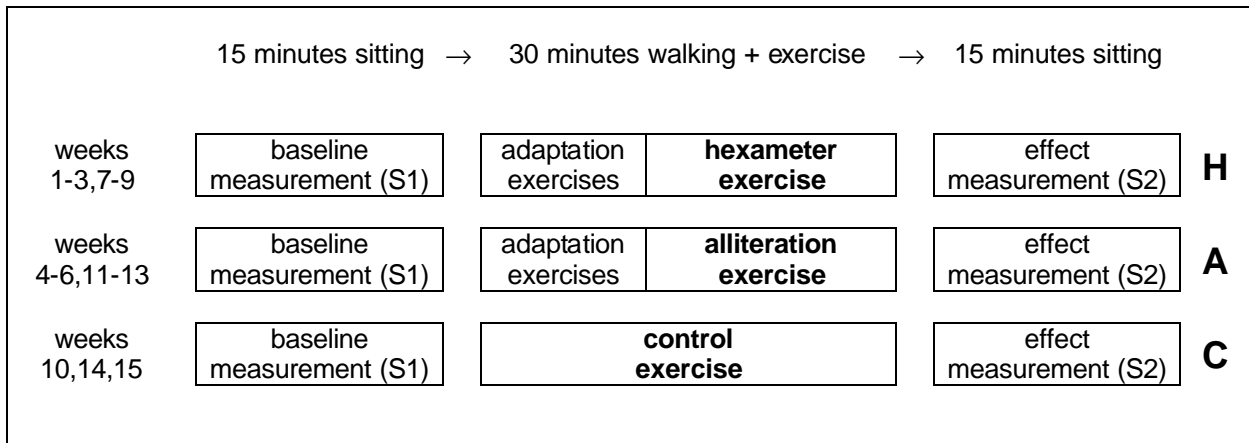 15 minutes sitting → 30 minutes walking + exercise → 15 minutes sitting
weeks
1-3,7-9
baseline
measurement (S1)
adaptation
exercises
hexameter
exercise
effect
measurement (S2)
H
weeks
4-6,11-13
baseline
measurement (S1)
adaptation
exercises
alliteration
exercise
effect
measurement (S2)
A
weeks
10,14,15
baseline
measurement (S1)
control
exercise
effect
measurement (S2)
C